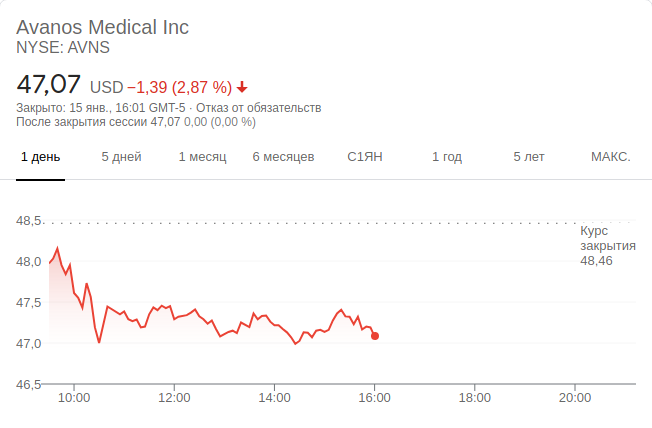 Avanos Medical Inc
NYSE: AVNS
47,07 USD −1,39 (2,87 %)
Закрыто: 15 янв., 16:01 GMT-5 · Отказ от обязательств
После закрытия сессии 47,07 0,00 (0,00 %)
1 день 5 дней 1 месяц 6 месяцев С1ЯН 1 год 5 лет МАКС.
48,5
Курс
закрытия
48,46
48,0
47,5
47,0
46,5
10:00 12:00 14:00 16:00 18:00 20:00